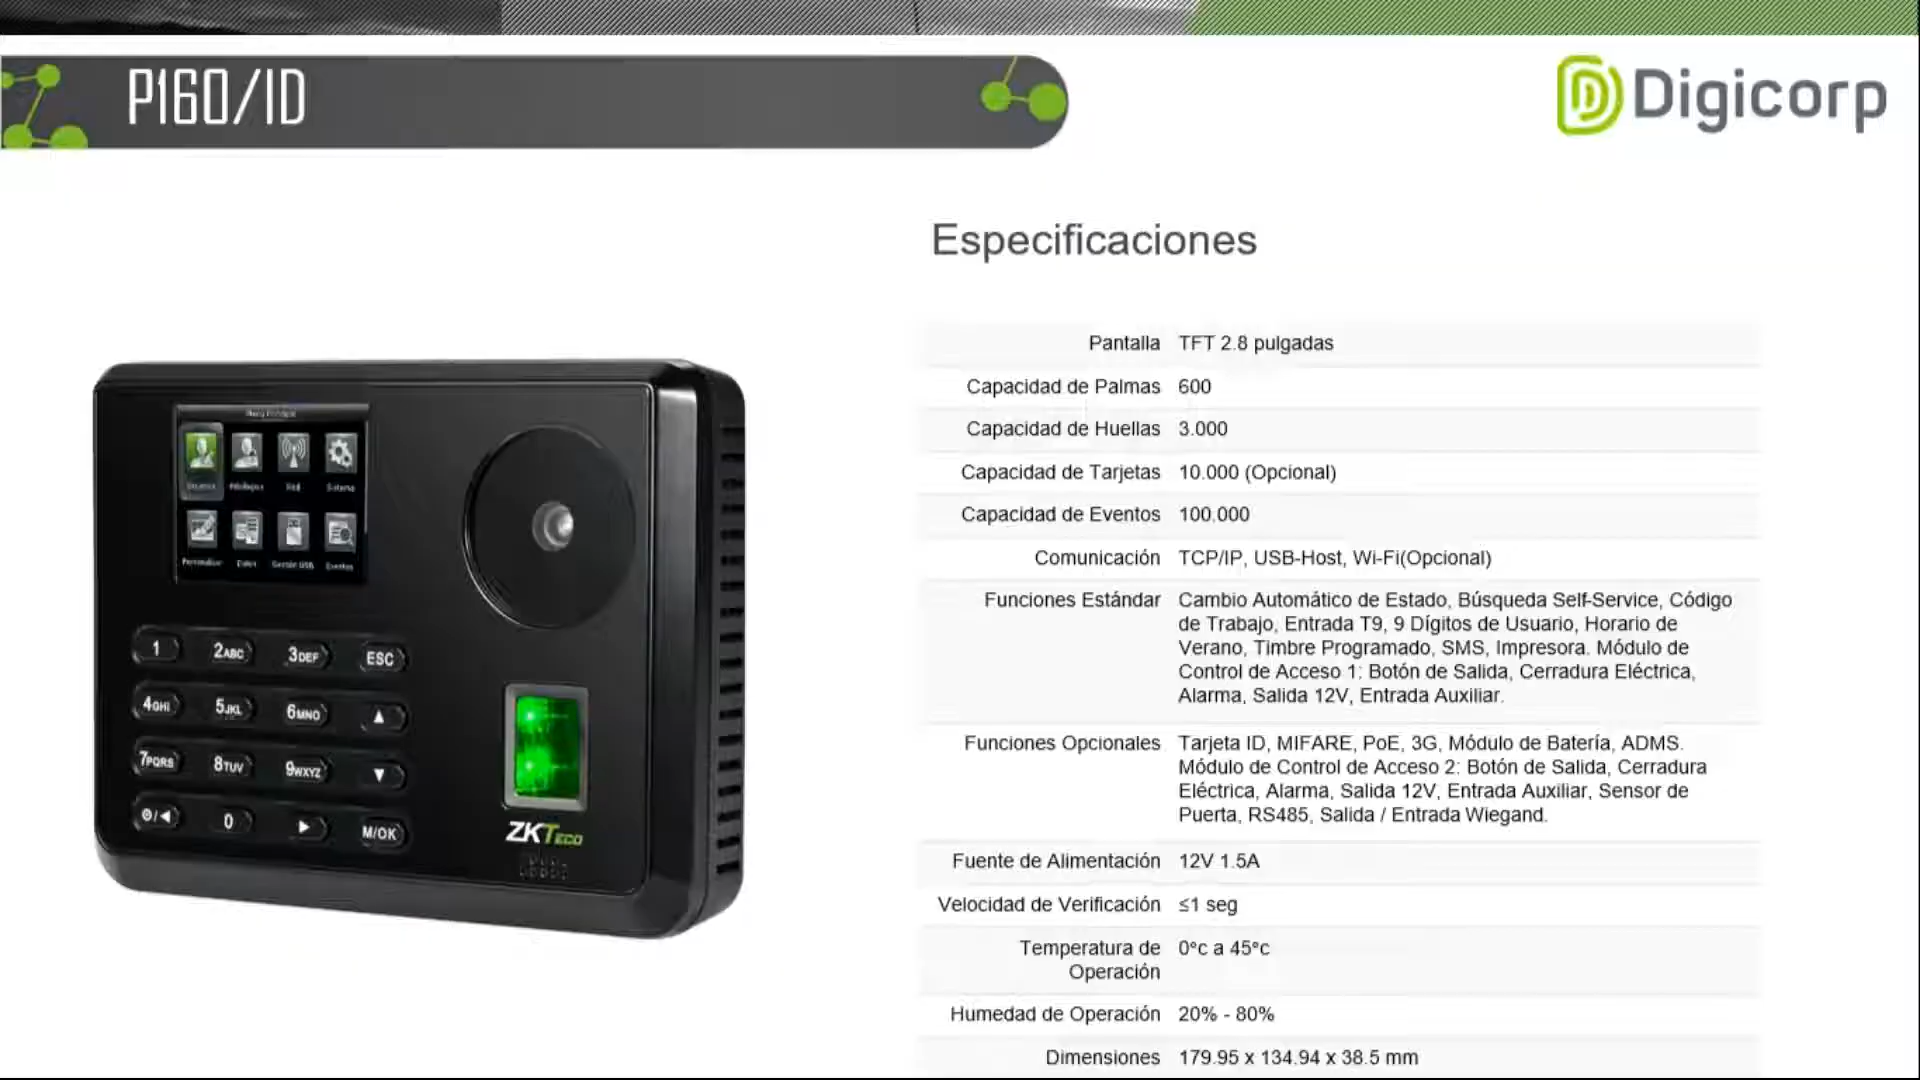 P160/ID
Digicorp
Especificaciones
Pantalla TFT 2.8 pulgadas
Capacidad de Palmas 600
Capacidad de Huellas 3.000
Capacidad de Tarjetas 10.000 (Opcional)
Capacidad de Eventos 100.000
Comunicación TCP/IP, USB-Host, Wi-Fi(Opcional)
Funciones Estándar Cambio Automático de Estado, Búsqueda Self-Service, Código
de Trabajo, Entrada T9, 9 Dígitos de Usuario, Horario de
Verano, Timbre Programado, SMS, Impresora. Módulo de
Control de Acceso 1: Botón de Salida, Cerradura Eléctrica,
Alarma, Salida 12V, Entrada Auxiliar.
Funciones Opcionales Tarjeta ID, MIFARE, PoE, 3G, Módulo de Batería, ADMS.
Módulo de Control de Acceso 2: Botón de Salida, Cerradura
Eléctrica, Alarma, Salida 12V, Entrada Auxiliar, Sensor de
Puerta, RS485, Salida / Entrada Wiegand.
Fuente de Alimentación 12V 1.5A
Velocidad de Verificación ≤1 seg
Temperatura de 0°c a 45°c
Operación
Humedad de Operación 20% - 80%
Dimensiones 179.95 x 134.94 x 38.5 mm
Red Sistema
Personalizar Datos Gestión USB Eventos
1 2ABC 3DEF ESC
4GHI 5JKL 6MNO ▲
7PQRS 8TUV 9WXYZ ▼
/◀ 0 ▶ M/OK
ZKTECO